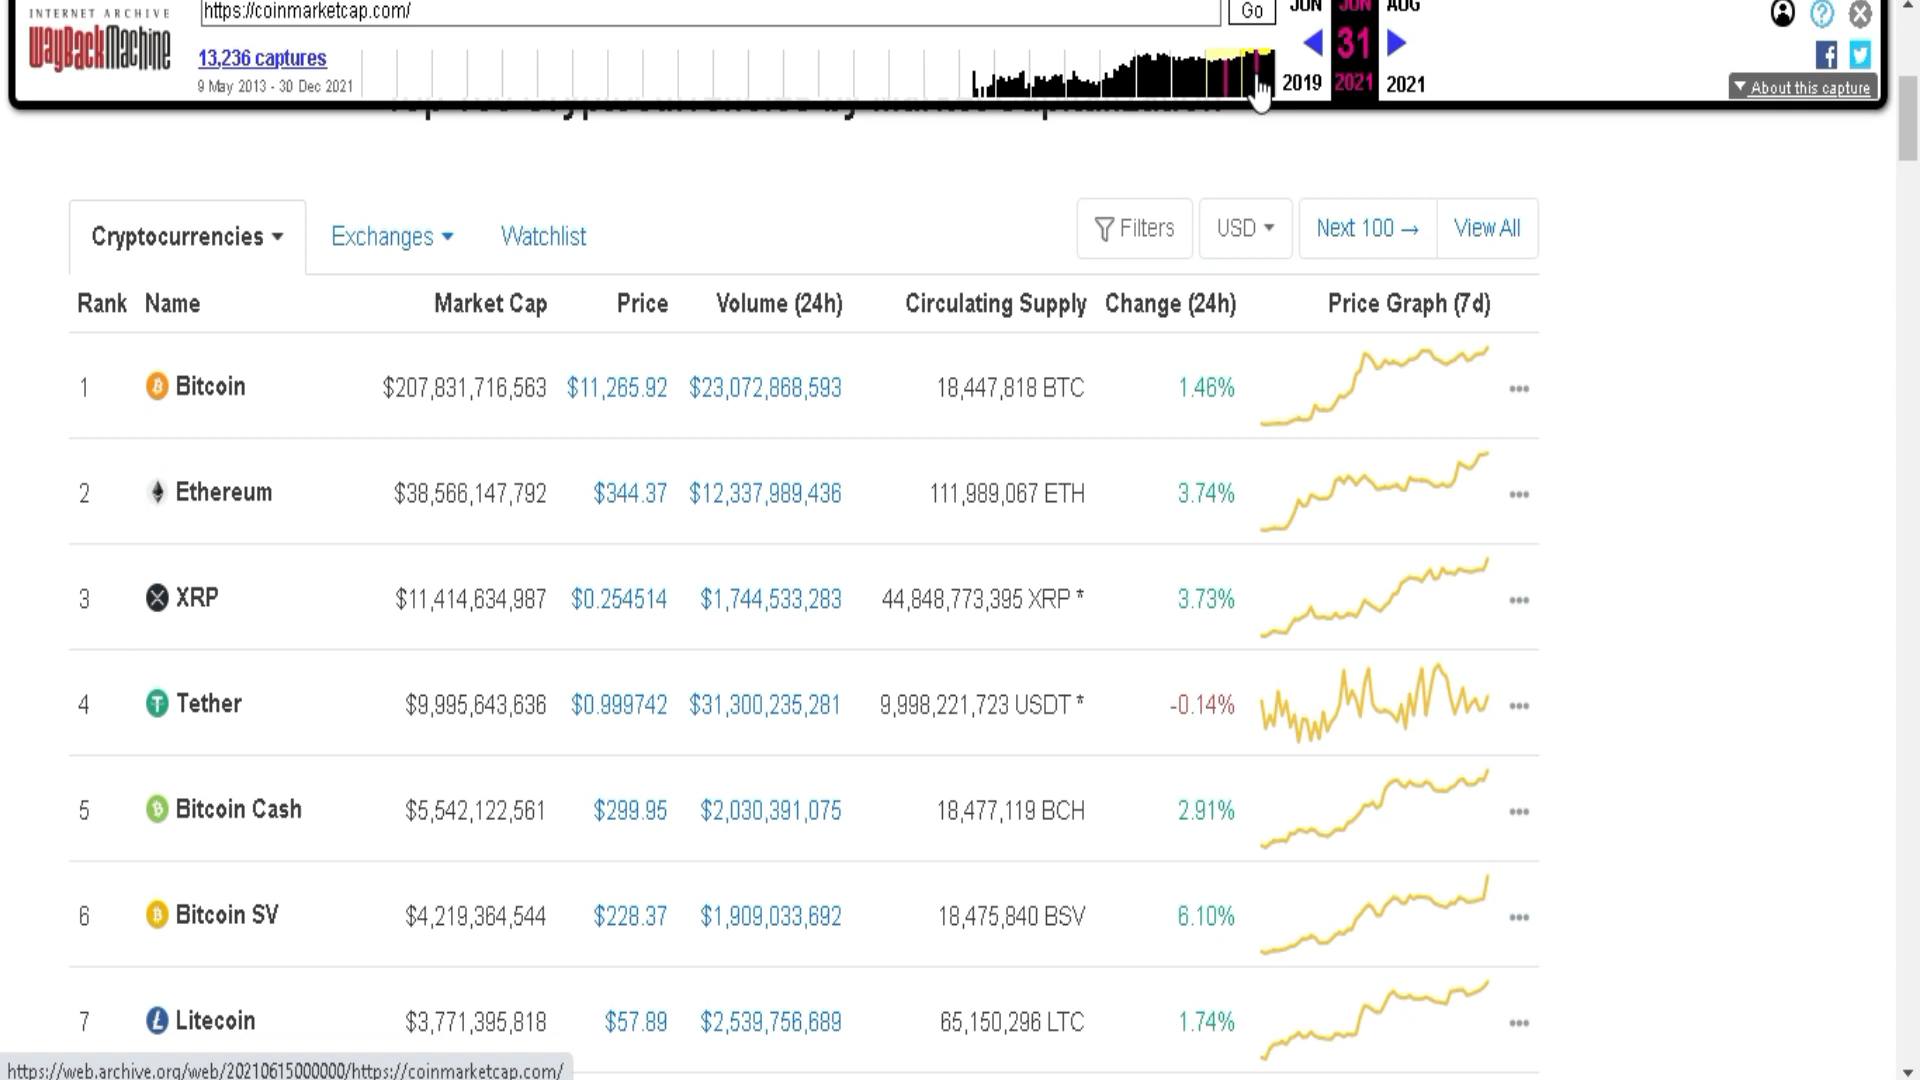 INTERNET ARCHIVE
WayBackMachine
https://coinmarketcap.com/
Go
JUN JUN AUG
13,236 captures
31
9 May 2013 - 30 Dec 2021
2019 2021 2021
About this capture
Cryptocurrencies
Exchanges
Watchlist
Filters
USD
Next 100 →
View All
Rank Name Market Cap Price Volume (24h) Circulating Supply Change (24h) Price Graph (7d)
1 Bitcoin $207,831,716,563 $11,265.92 $23,072,868,593 18,447,818 BTC 1.46%
2 Ethereum $38,566,147,792 $344.37 $12,337,989,436 111,989,067 ETH 3.74%
3 XRP $11,414,634,987 $0.254514 $1,744,533,283 44,848,773,395 XRP * 3.73%
4 Tether $9,995,643,636 $0.999742 $31,300,235,281 9,998,221,723 USDT * -0.14%
5 Bitcoin Cash $5,542,122,561 $299.95 $2,030,391,075 18,477,119 BCH 2.91%
6 Bitcoin SV $4,219,364,544 $228.37 $1,909,033,692 18,475,840 BSV 6.10%
7 Litecoin $3,771,395,818 $57.89 $2,539,756,689 65,150,296 LTC 1.74%
https://web.archive.org/web/20210615000000/https://coinmarketcap.com/